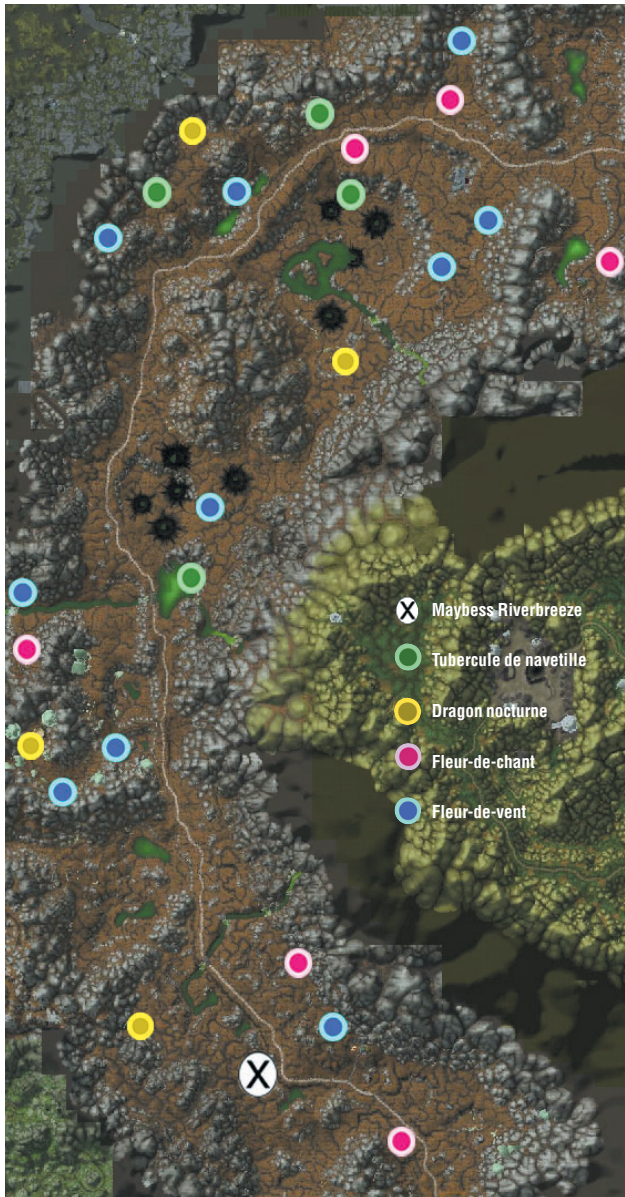 X Maybess Riverbreeze
Tubercule de navetille
Dragon nocturne
Fleur-de-chant
Fleur-de-vent
X